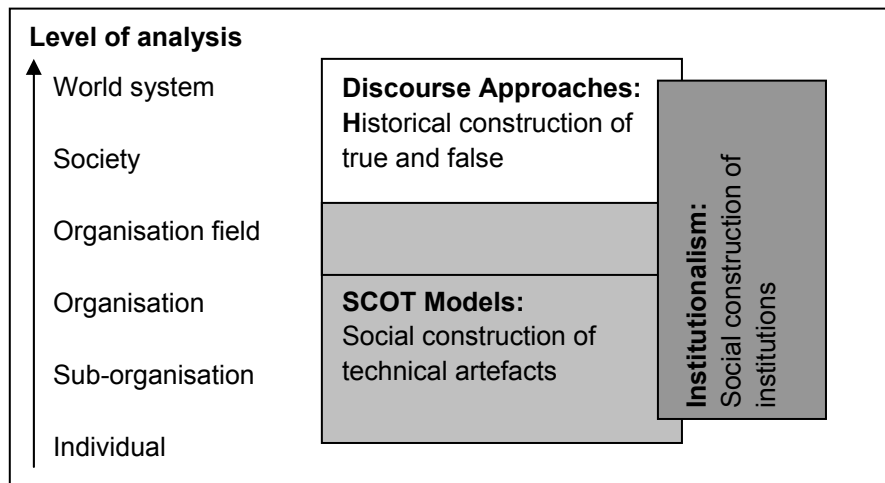 Level of analysis
World system
Society
Organisation field
Organisation
Sub-organisation
Individual
Discourse Approaches:
Historical construction of
true and false
SCOT Models:
Social construction of
technical artefacts
Institutionalism:
Social construction of
institutions